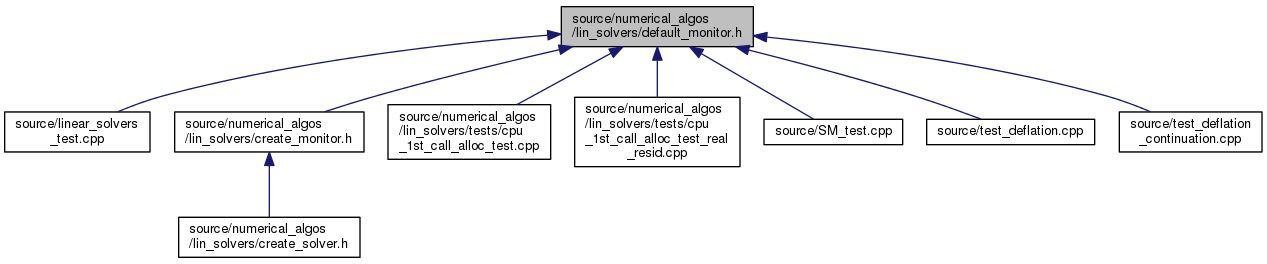 source/numerical_algos
/lin_solvers/default_monitor.h
source/linear_solvers
_test.cpp
source/numerical_algos
/lin_solvers/create_monitor.h
source/numerical_algos
/lin_solvers/tests/cpu
_1st_call_alloc_test.cpp
source/numerical_algos
/lin_solvers/tests/cpu
_1st_call_alloc_test_real
_resid.cpp
source/SM_test.cpp
source/test_deflation.cpp
source/test_deflation
_continuation.cpp
source/numerical_algos
/lin_solvers/create_solver.h